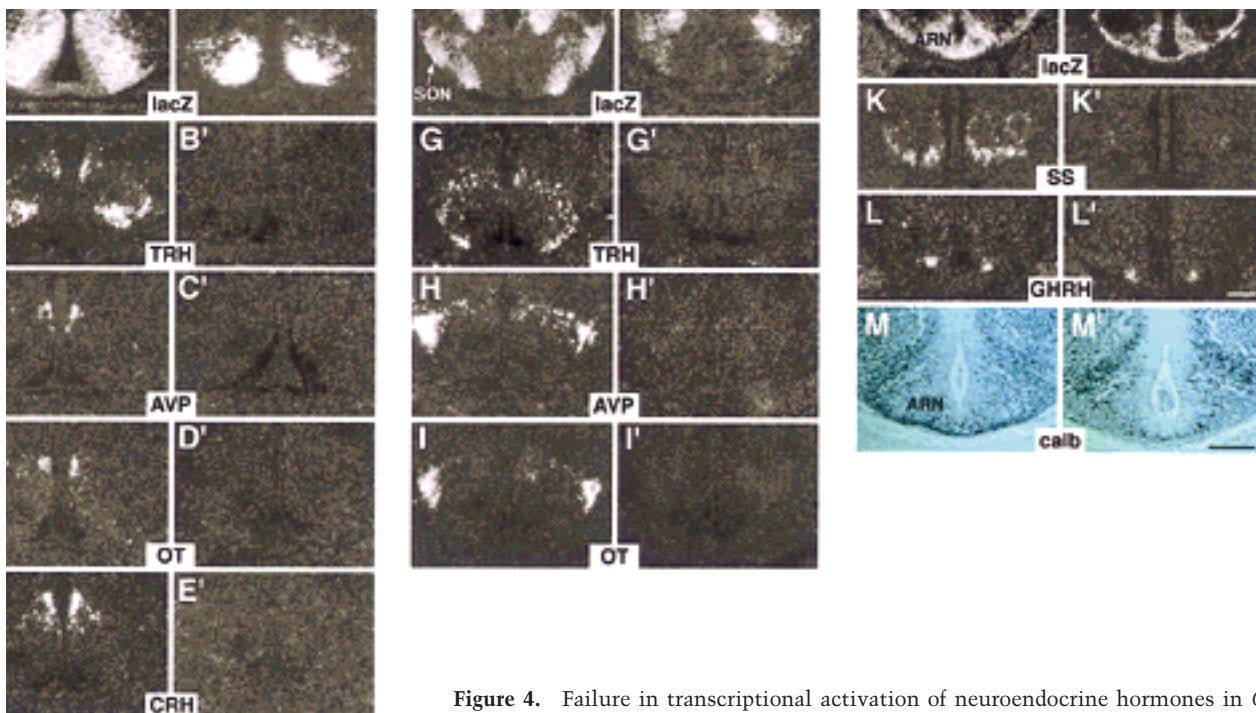 lacZ
B'
TRH
C'
AVP
D'
OT
E'
CRH
SON
lacZ
G G'
TRH
H H'
AVP
I I'
OT
ARN
lacZ
K K'
SS
L L'
GHRH
M M'
ARN
calb
Figure 4. Failure in transcriptional activation of neuroendocrine hormones in